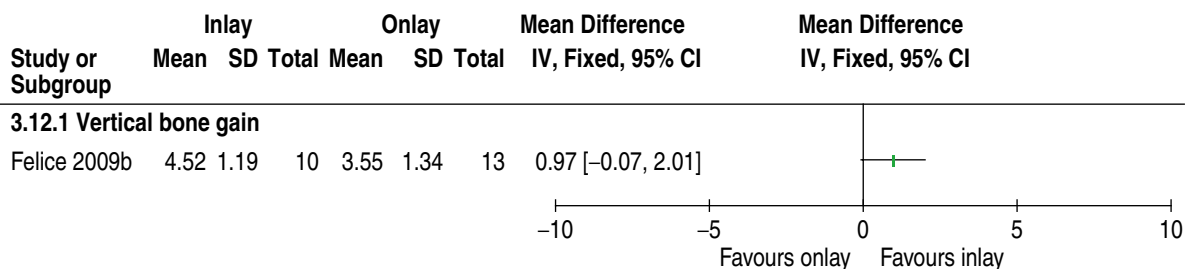 Inlay Onlay Mean Difference Mean Difference
Study or Subgroup Mean SD Total Mean SD Total IV, Fixed, 95% CI IV, Fixed, 95% CI
3.12.1 Vertical bone gain
Felice 2009b 4.52 1.19 10 3.55 1.34 13 0.97 [−0.07, 2.01]
−10 −5 0 5 10
Favours onlay Favours inlay